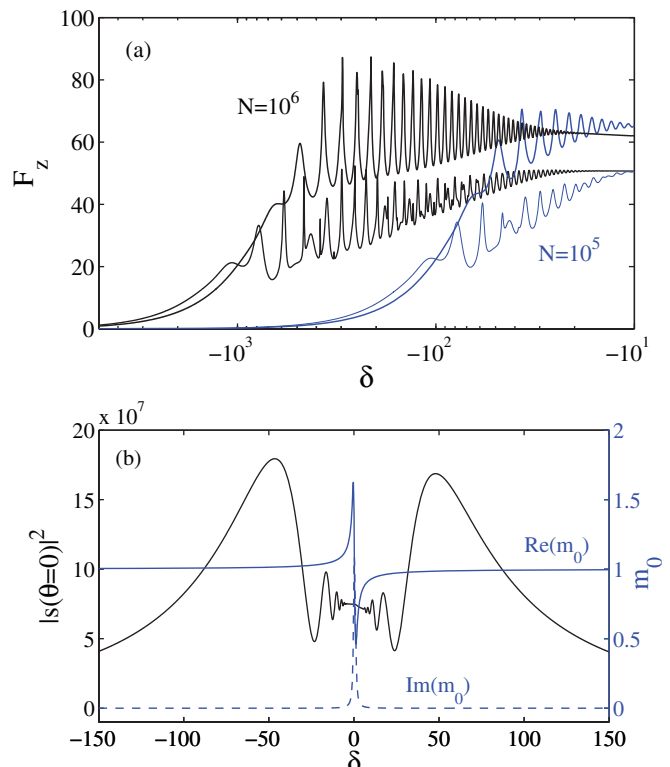 (a)
100
80
60
40
20
0
F_z
N=10^6
N=10^5
−10^3
−10^2
−10^1
δ
x 10^7
(b)
20
15
10
5
0
|s(θ=0)|^2
2
1.5
1
0.5
0
m_0
Re(m_0)
Im(m_0)
−150
−100
−50
0
50
100
150
δ